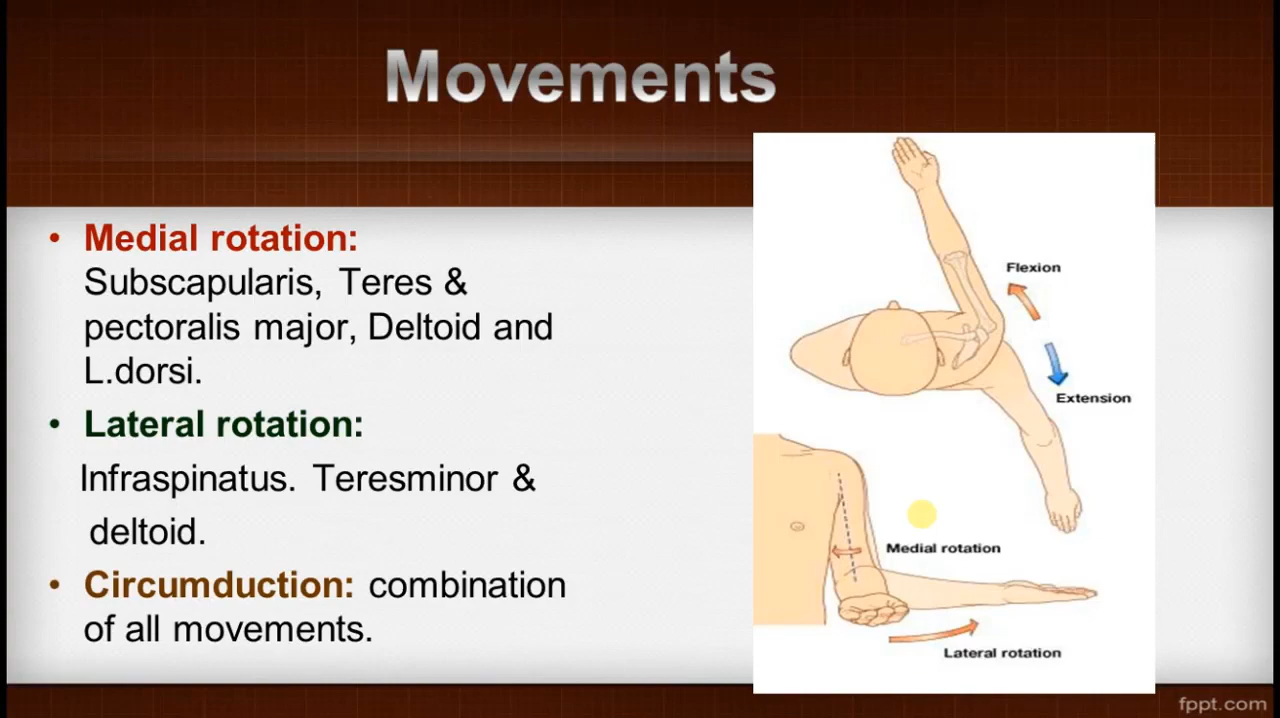 Movements
• Medial rotation:
Subscapularis, Teres &
pectoralis major, Deltoid and
L.dorsi.
• Lateral rotation:
Infraspinatus. Teresminor &
deltoid.
• Circumduction: combination
of all movements.
Flexion
Extension
Medial rotation
Lateral rotation
fppt.com